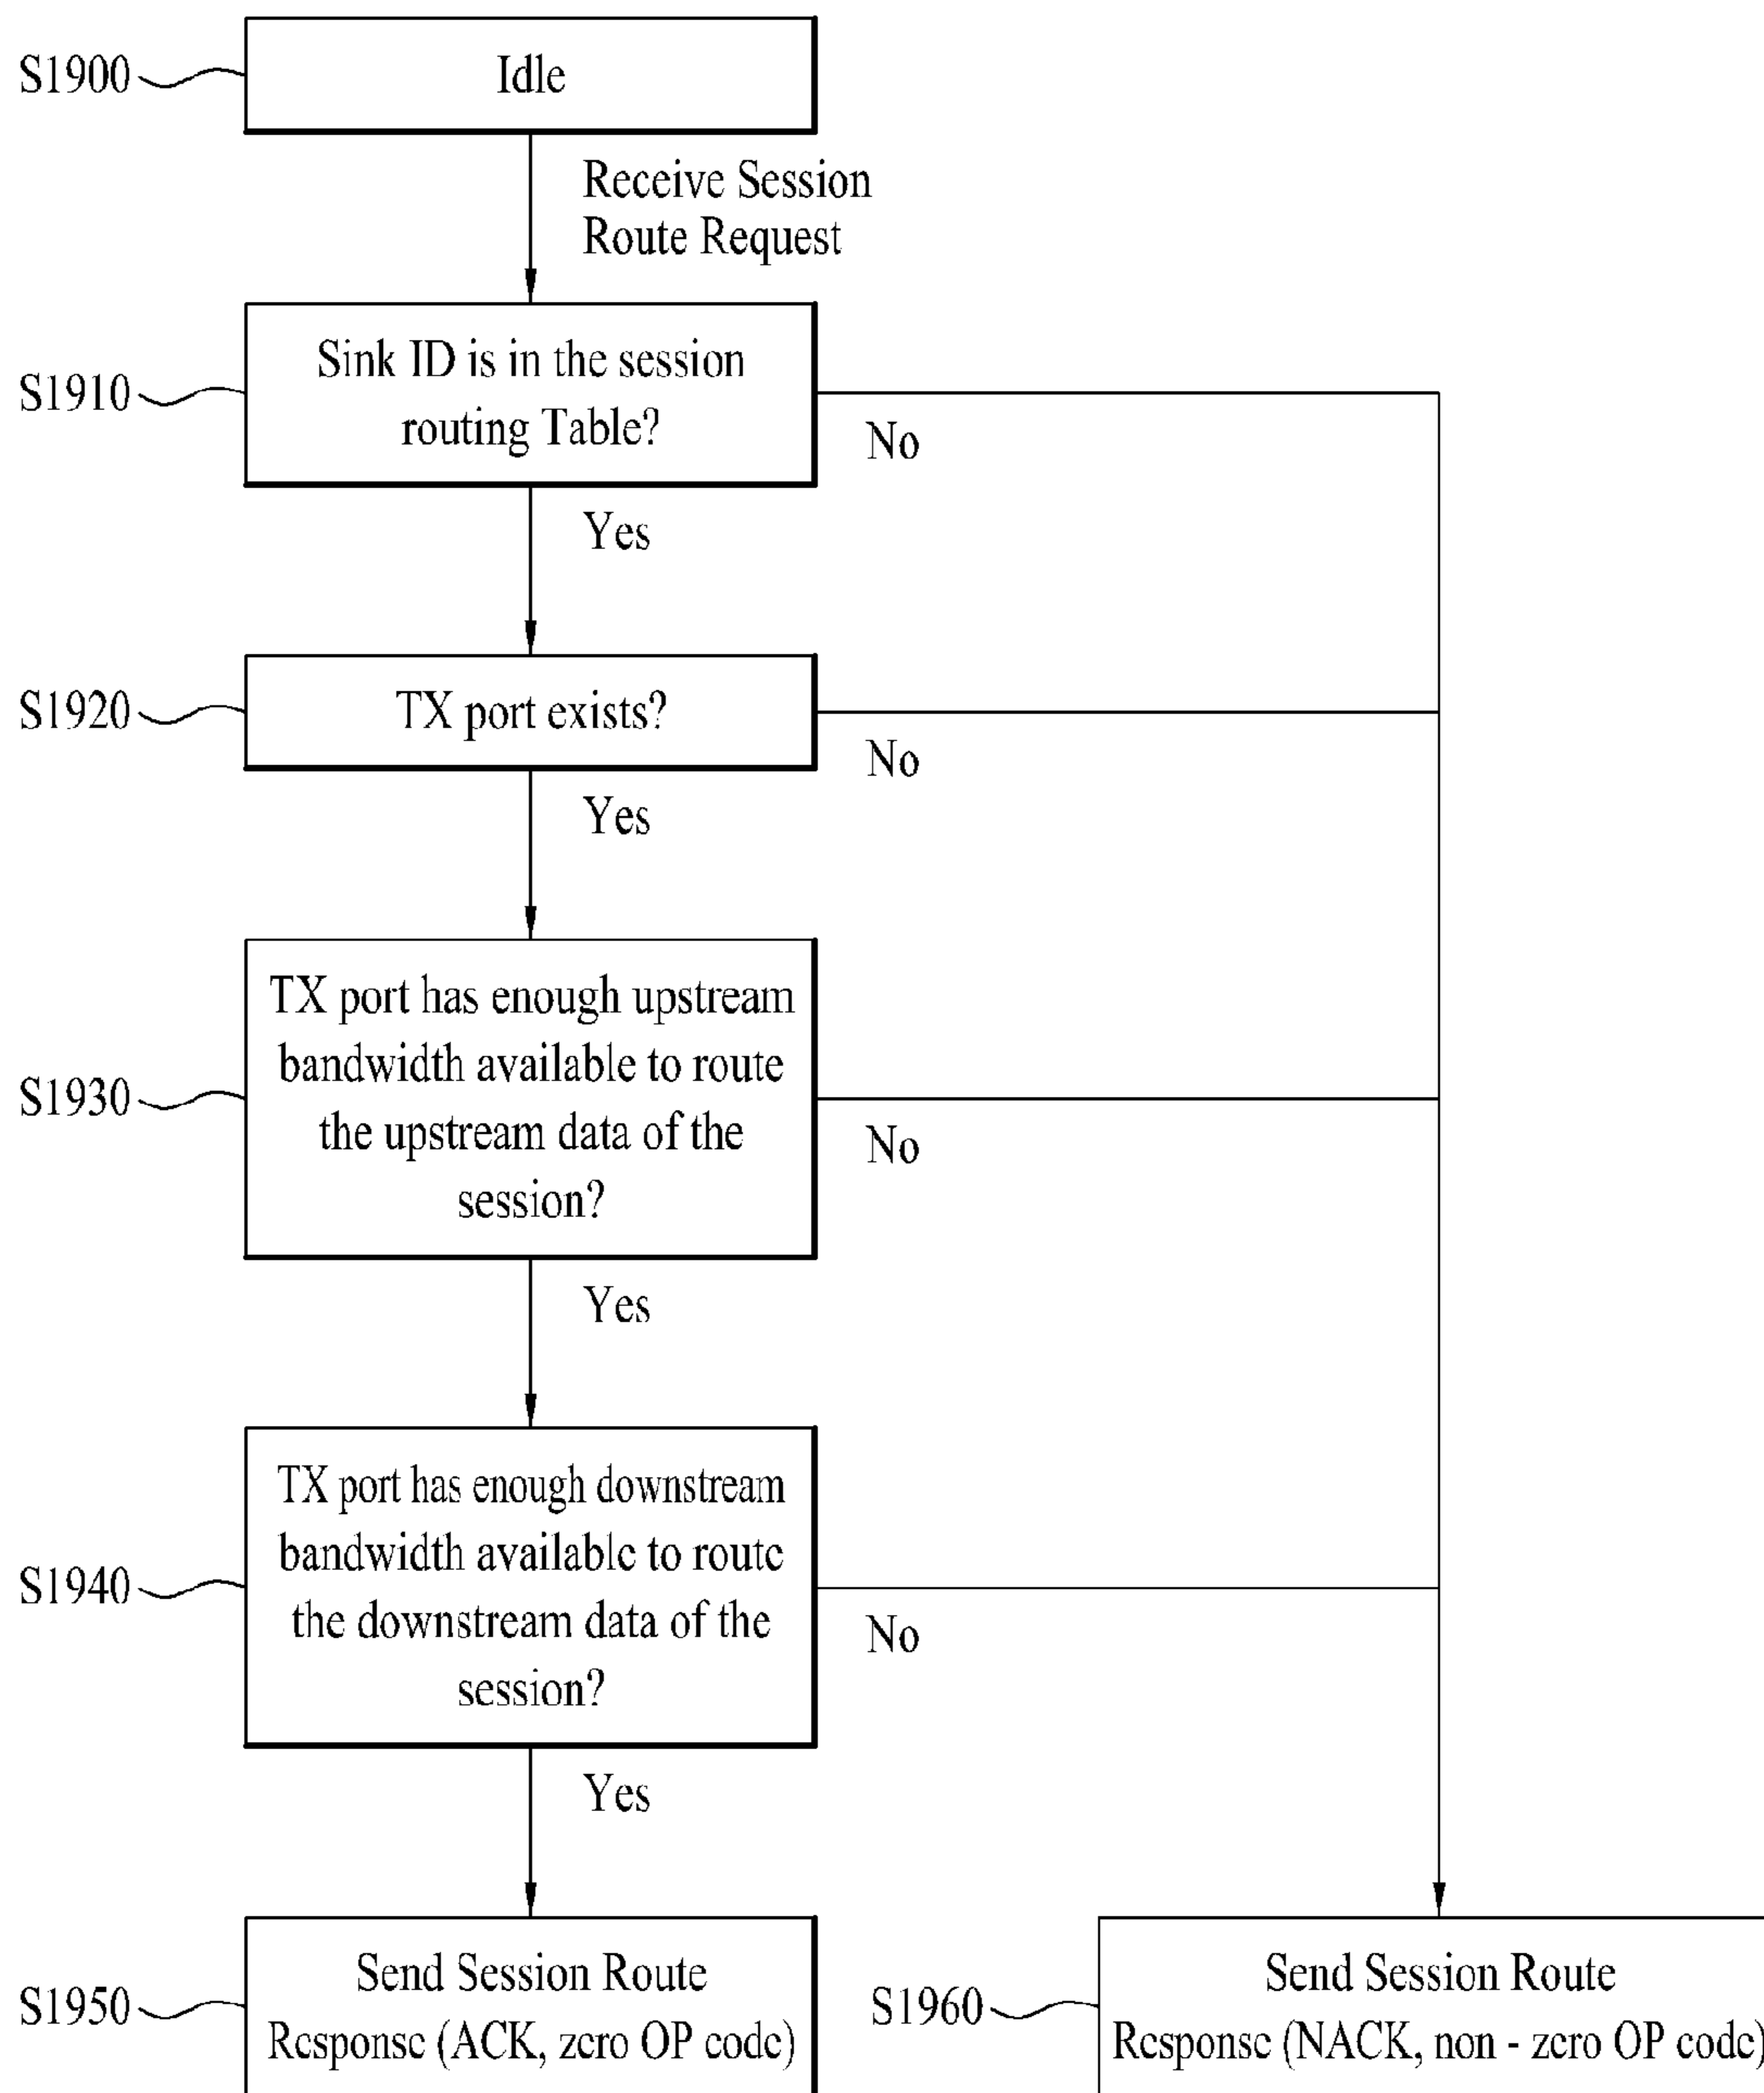 S1900
Idle
Receive Session
Route Request
S1910
Sink ID is in the session
routing Table?
No
Yes
S1920
TX port exists?
No
Yes
S1930
TX port has enough upstream
bandwidth available to route
the upstream data of the
session?
No
Yes
S1940
TX port has enough downstream
bandwidth available to route
the downstream data of the
session?
No
Yes
S1950
Send Session Route
Response (ACK, zero OP code)
S1960
Send Session Route
Response (NACK, non - zero OP code)